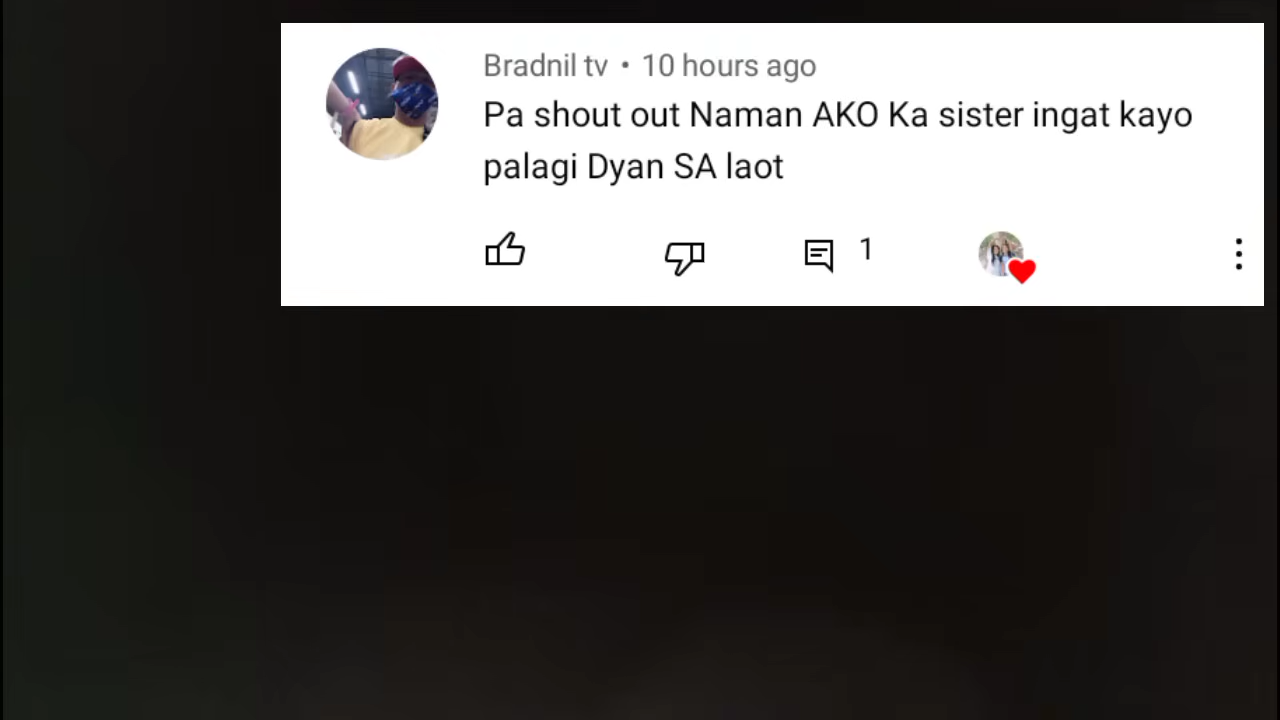 Bradnil tv • 10 hours ago
Pa shout out Naman AKO Ka sister ingat kayo
palagi Dyan SA laot
1